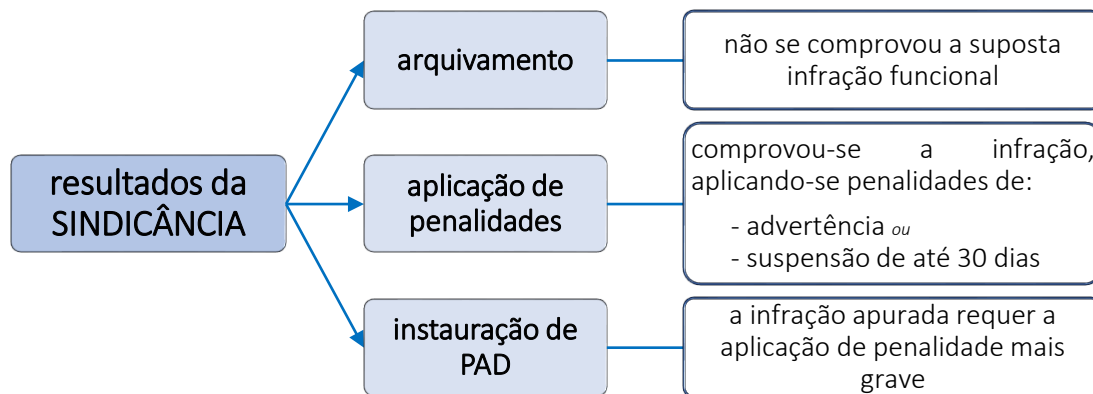 resultados da
SINDICÂNCIA
arquivamento
não se comprovou a suposta
infração funcional
aplicação de
penalidades
comprovou-se a infração,
aplicando-se penalidades de:
- advertência ou
- suspensão de até 30 dias
instauração de
PAD
a infração apurada requer a
aplicação de penalidade mais
grave